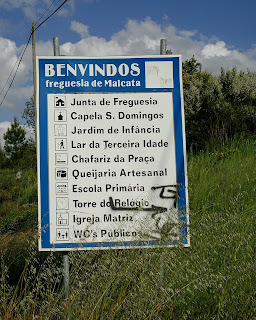 BENVINDOS
freguesia de Malcata
Junta de Freguesia
Capela S. Domingos
Jardim de Infância
Lar da Terceira Idade
Chafariz da Praça
Queijaria Artesanal
Escola Primária
Torre do Relógio
Igreja Matriz
WC's Públicos